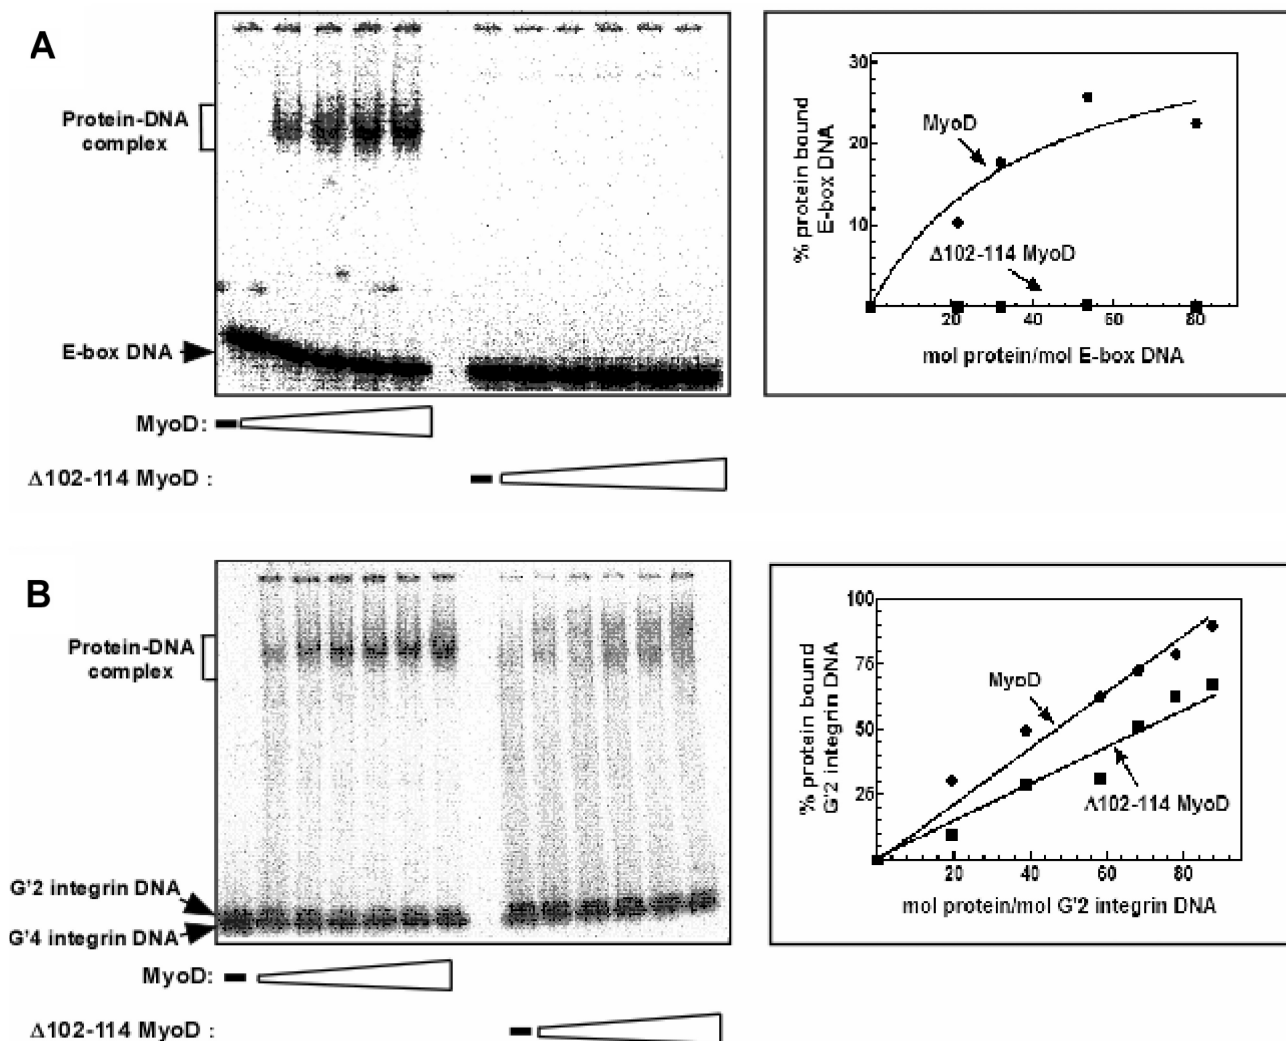 A
Protein-DNA
complex
E-box DNA
MyoD:
Δ102-114 MyoD :
% protein bound
E-box DNA
30
20
10
0
20
40
60
80
MyoD
Δ102-114 MyoD
mol protein/mol E-box DNA
B
Protein-DNA
complex
G'2 integrin DNA
G'4 integrin DNA
MyoD:
Δ102-114 MyoD :
% protein bound
G'2 integrin DNA
100
75
50
25
20
40
60
80
MyoD
Δ102-114 MyoD
mol protein/mol G'2 integrin DNA